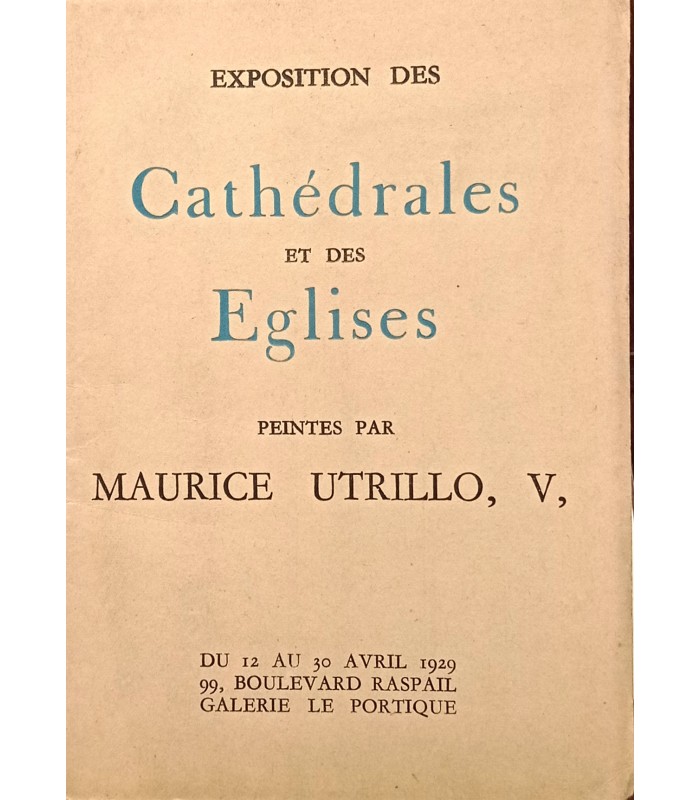 EXPOSITION DES
Cathédrales
ET DES
Eglises
PEINTES PAR
MAURICE UTRILLO, V,
DU 12 AU 30 AVRIL 1929
99, BOULEVARD RASPAIL
GALERIE LE PORTIQUE